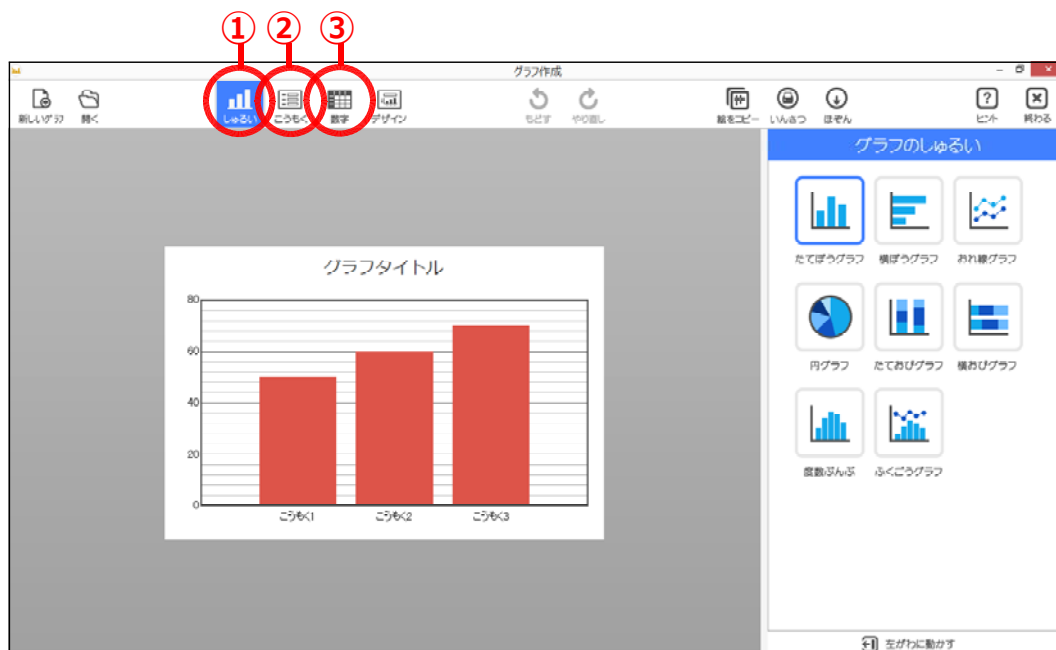 ① ② ③
グラフ作成
新しいグラフ 開く しゅるい こうもく 数字 デザイン もどす やり直し 絵をコピー いんさつ ほぞん ヒント 終わる
グラフのしゅるい
たてぼうグラフ 横ぼうグラフ おれ線グラフ
円グラフ たておびグラフ 横おびグラフ
度数ぶんぷ ふくごうグラフ
グラフタイトル
80
60
40
20
0
こうもく1 こうもく2 こうもく3
左がわに動かす